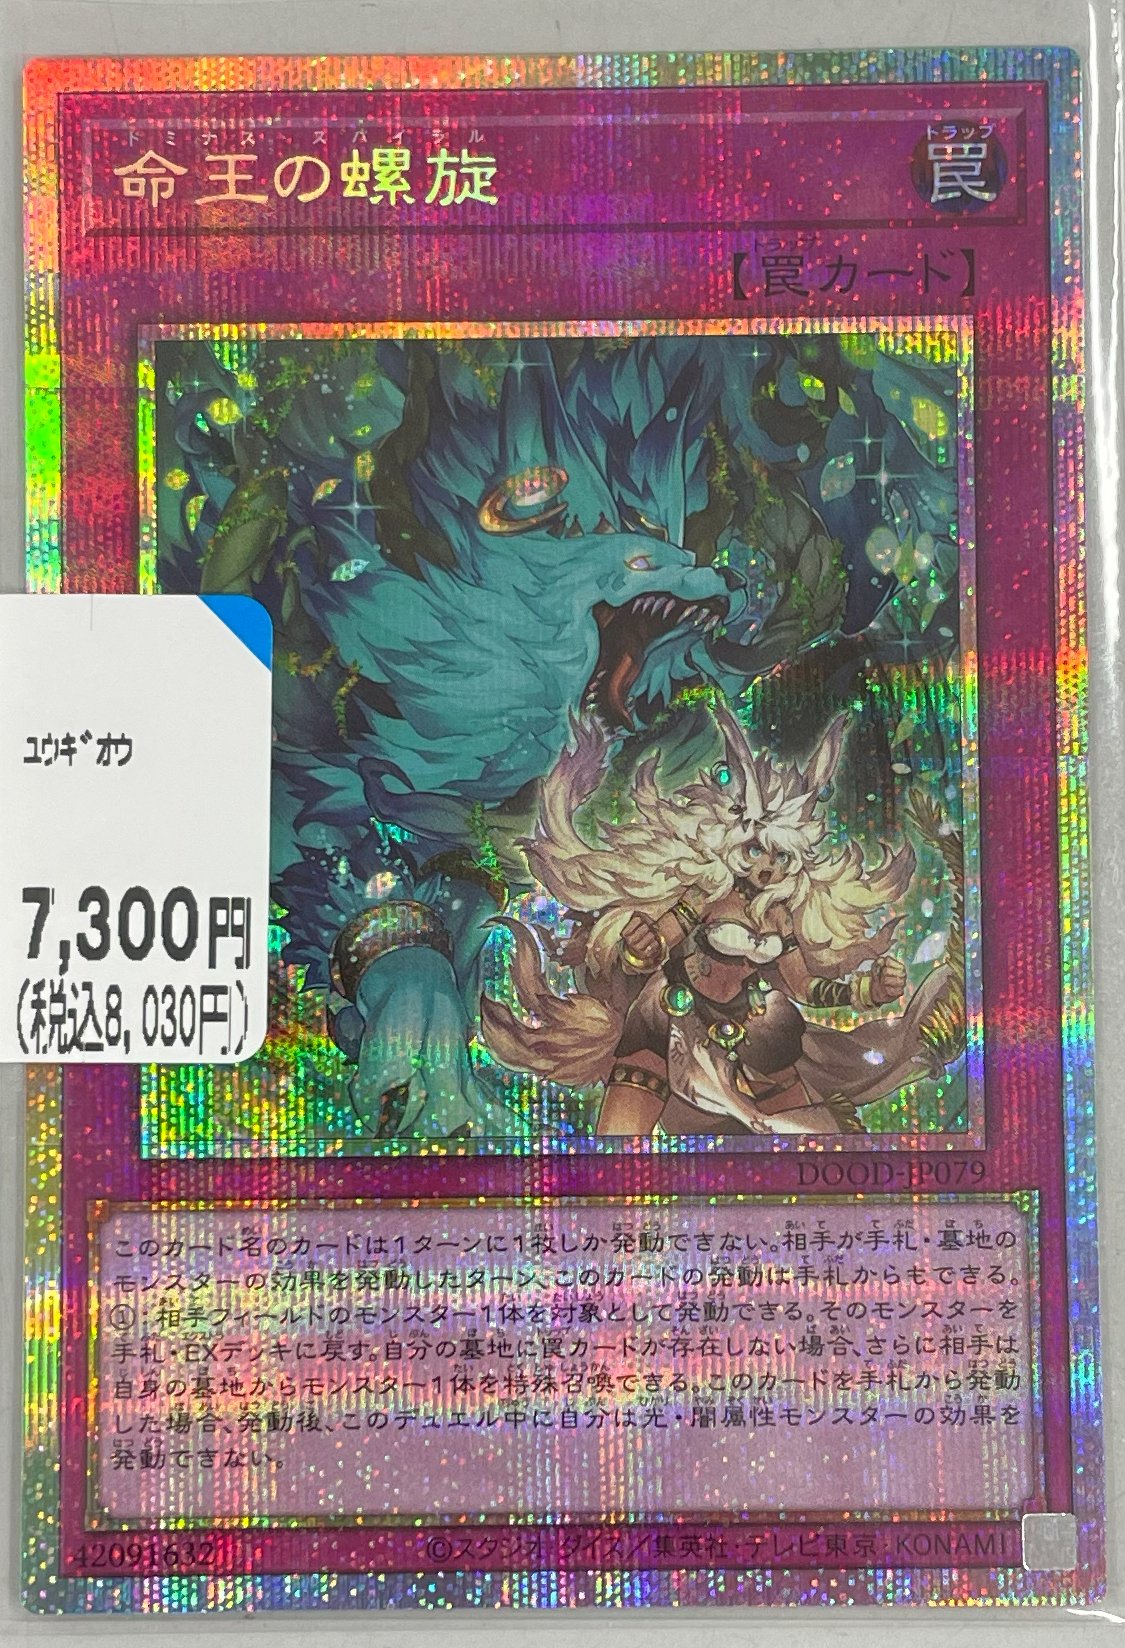 ドミナス・スパイラル
命王の螺旋
トラップ
罠
トラップ
【罠カード】
ユウギオウ
7,300円
(税込8,030円)
DOOD-JP079
このカード名のカードは1ターンに1枚しか発動できない。相手が手札・墓地の
モンスターの効果を発動したターン、このカードの発動は手札からもできる。
①：相手フィールドのモンスター1体を対象として発動できる。そのモンスターを
手札・EXデッキに戻す。自分の墓地に罠カードが存在しない場合、さらに相手は
自身の墓地からモンスター1体を特殊召喚できる。このカードを手札から発動
した場合、発動後、このデュエル中に自分は光・闇属性モンスターの効果を
発動できない。
42091632
©スタジオ・ダイス／集英社・テレビ東京・KONAMI